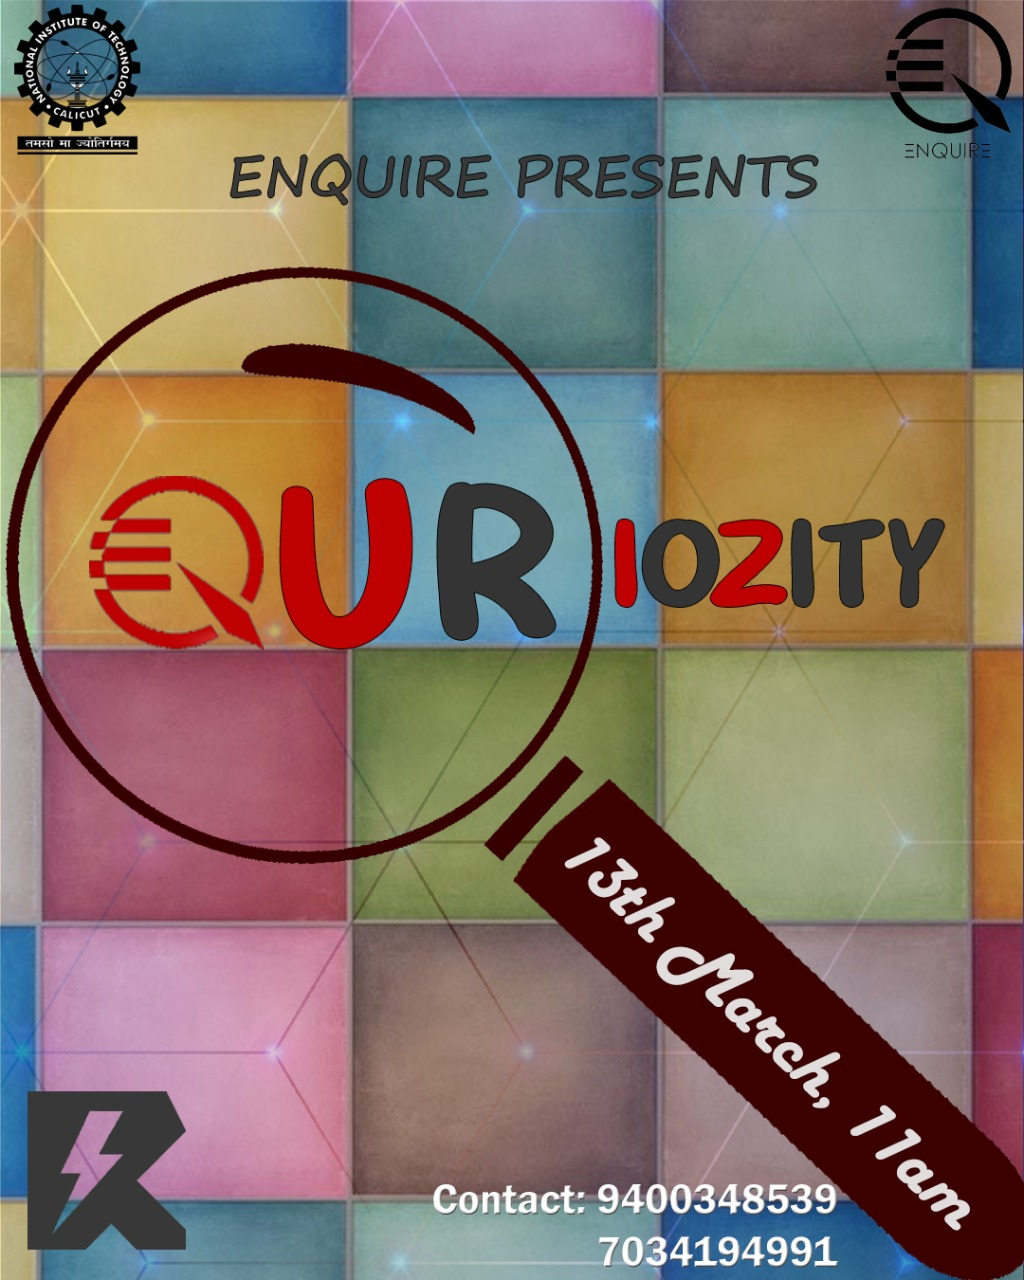 NATIONAL INSTITUTE OF TECHNOLOGY
• CALICUT •
तमसो मा ज्योतिर्गमय
ENQUIRE
ENQUIRE PRESENTS
QURIOZITY
13th March, 11am
Contact: 9400348539
7034194991